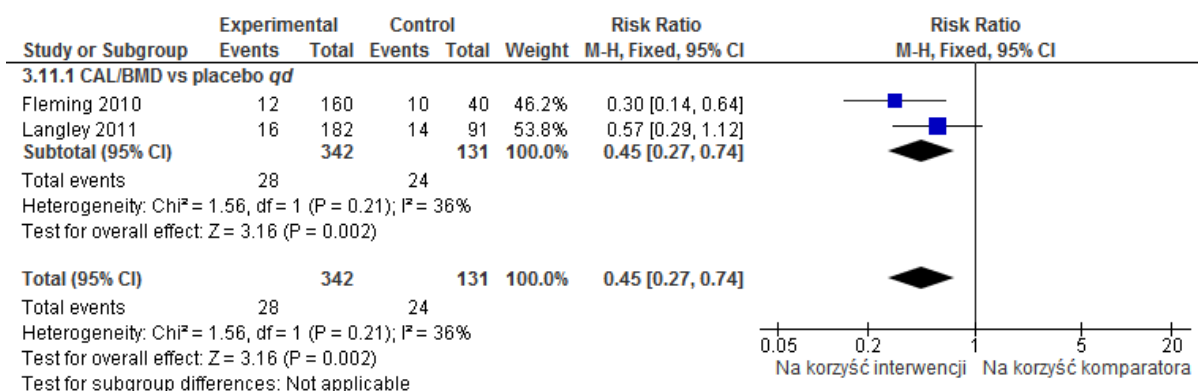 Experimental Control Risk Ratio Risk Ratio
Study or Subgroup Events Total Events Total Weight M-H, Fixed, 95% CI M-H, Fixed, 95% CI
3.11.1 CAL/BMD vs placebo qd
Fleming 2010 12 160 10 40 46.2% 0.30 [0.14, 0.64]
Langley 2011 16 182 14 91 53.8% 0.57 [0.29, 1.12]
Subtotal (95% CI) 342 131 100.0% 0.45 [0.27, 0.74]
Total events 28 24
Heterogeneity: Chi² = 1.56, df = 1 (P = 0.21); I² = 36%
Test for overall effect: Z = 3.16 (P = 0.002)
Total (95% CI) 342 131 100.0% 0.45 [0.27, 0.74]
Total events 28 24
Heterogeneity: Chi² = 1.56, df = 1 (P = 0.21); I² = 36%
Test for overall effect: Z = 3.16 (P = 0.002)
Test for subgroup differences: Not applicable
0.05 0.2 1 5 20
Na korzyść interwencji Na korzyść komparatora